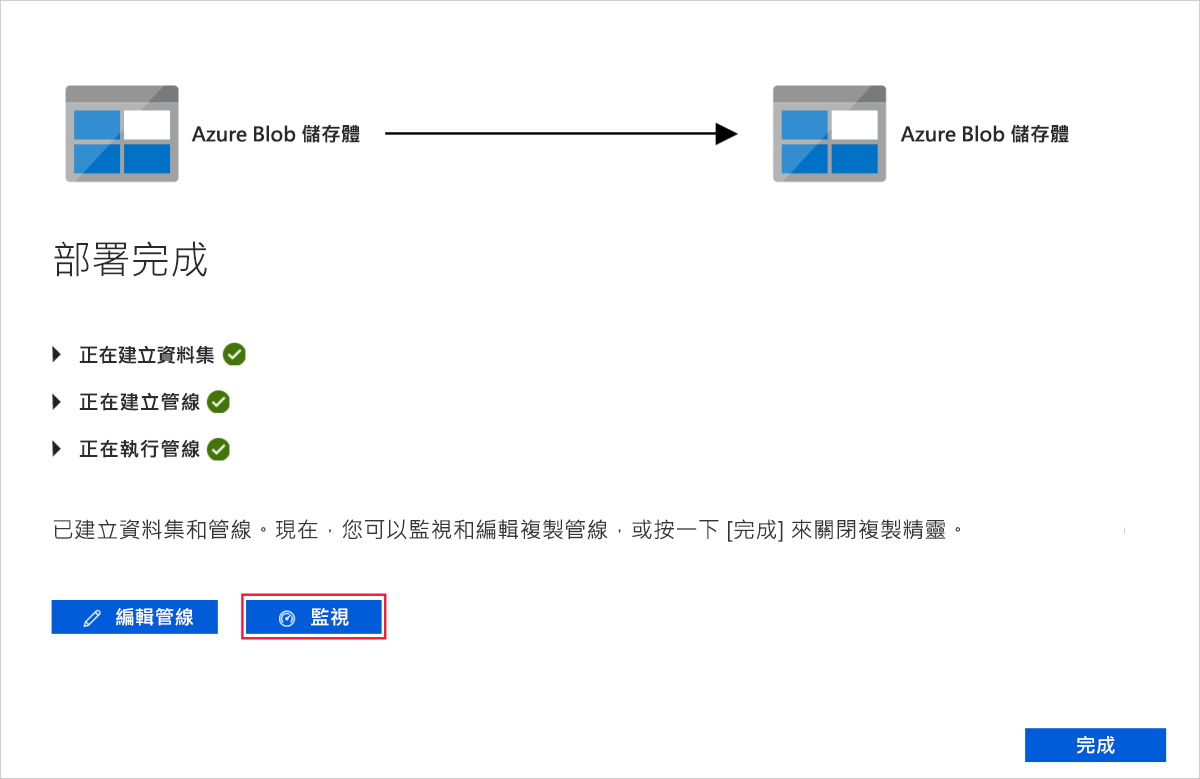 Azure Blob 儲存體
Azure Blob 儲存體
部署完成
正在建立資料集
正在建立管線
正在執行管線
已建立資料集和管線。現在，您可以監視和編輯複製管線，或按一下 [完成] 來關閉複製精靈。
編輯管線
監視
完成